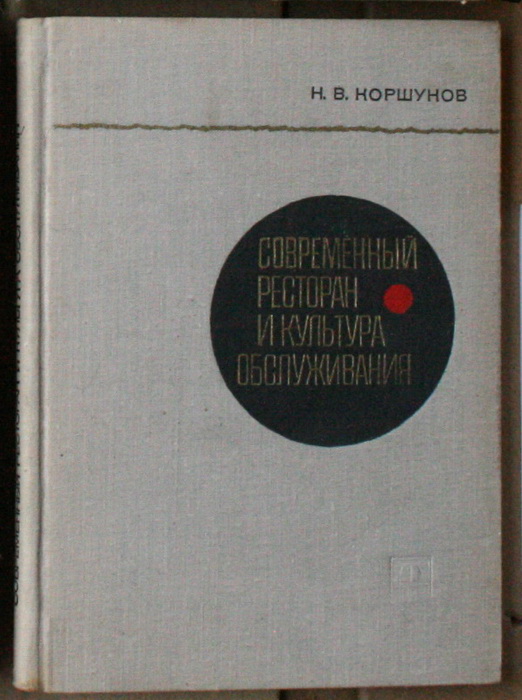 Н. В. КОРШУНОВ
СОВРЕМЕННЫЙ
РЕСТОРАН
И КУЛЬТУРА
ОБСЛУЖИВАНИЯ